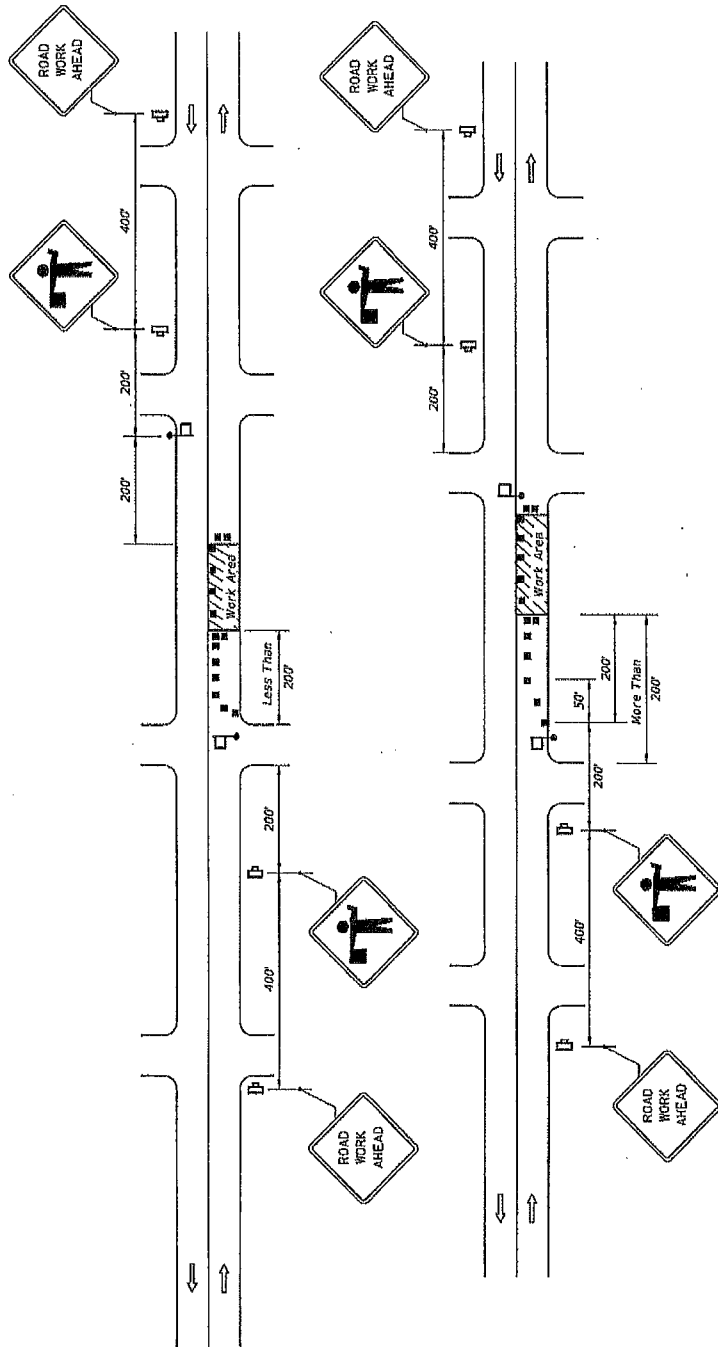 ROAD
WORK
AHEAD
400'
200'
200'
Work Area
Less Than
200'
200'
400'
ROAD
WORK
AHEAD
ROAD
WORK
AHEAD
400'
200'
Work Area
200'
50'
More Than
200'
200'
400'
ROAD
WORK
AHEAD